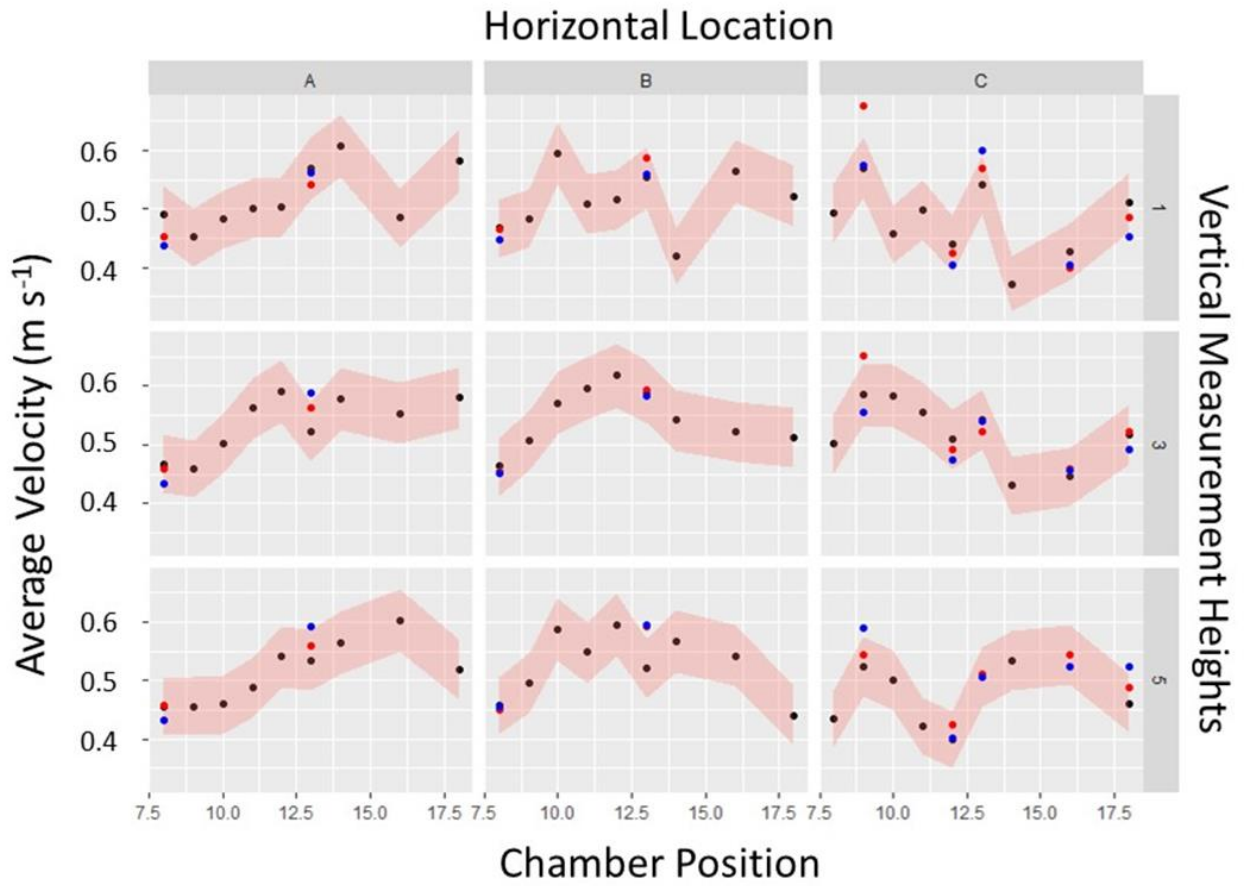 Horizontal Location
A B C
Average Velocity (m s⁻¹)
0.6
0.5
0.4
0.6
0.5
0.4
0.6
0.5
0.4
1
3
5
Vertical Measurement Heights
7.5 10.0 12.5 15.0 17.5 7.5 10.0 12.5 15.0 17.5 7.5 10.0 12.5 15.0 17.5
Chamber Position